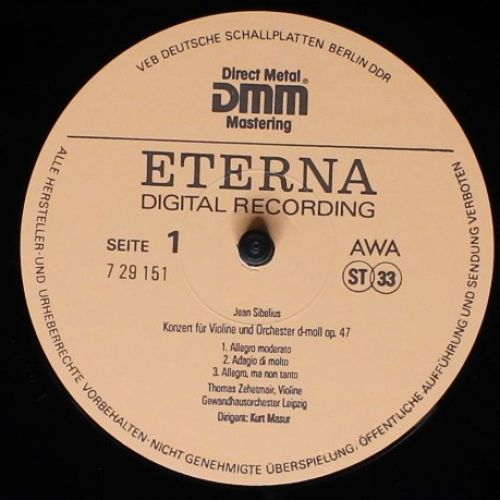 VEB DEUTSCHE SCHALLPLATTEN BERLIN DDR
Direct Metal
DMM®
Mastering
ETERNA
DIGITAL RECORDING
SEITE 1
7 29 151
AWA
ST 33
Jean Sibelius
Konzert für Violine und Orchester d-moll op. 47
1. Allegro moderato
2. Adagio di molto
3. Allegro, ma non tanto
Thomas Zehetmair, Violine
Gewandhausorchester Leipzig
Dirigent: Kurt Masur
ALLE HERSTELLER- UND URHEBERRECHTE VORBEHALTEN · NICHT GENEHMIGTE ÜBERSPIELUNG, ÖFFENTLICHE AUFFÜHRUNG UND SENDUNG VERBOTEN